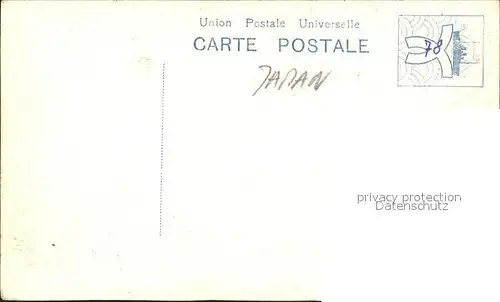 Union Postale Universelle
CARTE POSTALE
78
JAPAN
privacy protection
Datenschutz